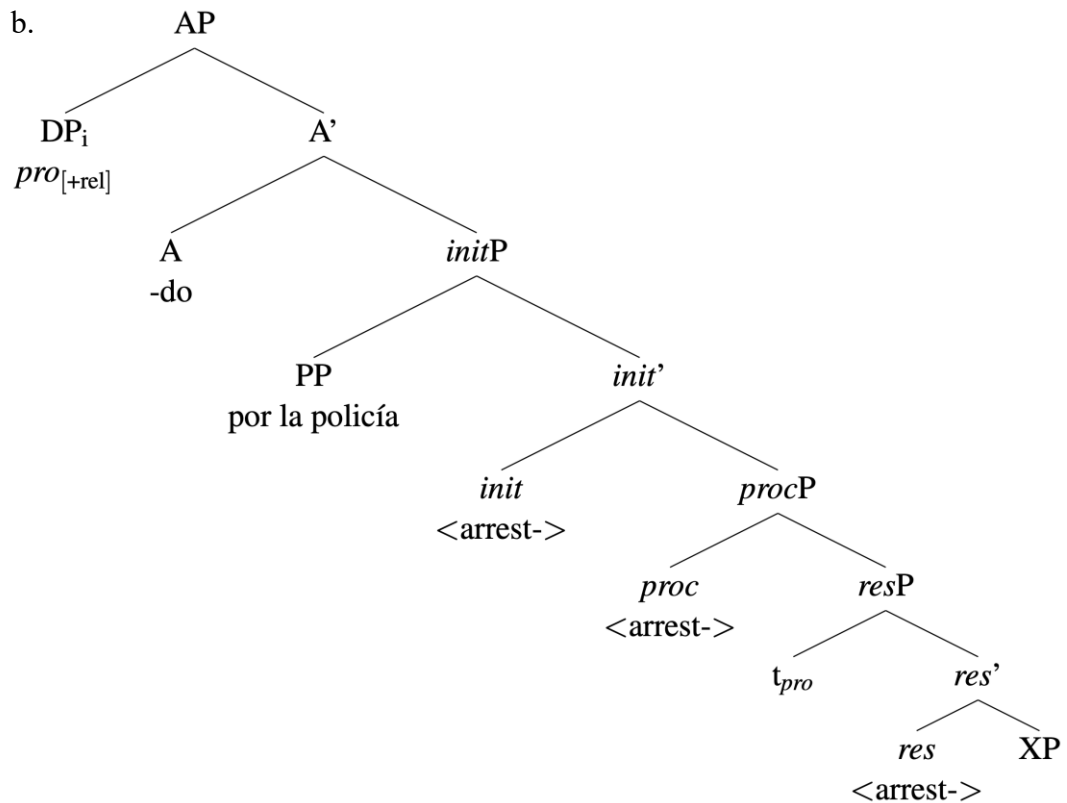 b.
AP
DPi
A'
pro[+rel]
A
initP
-do
PP
init'
por la policía
init
procP
<arrest->
proc
resP
<arrest->
tpro
res'
res
XP
<arrest->